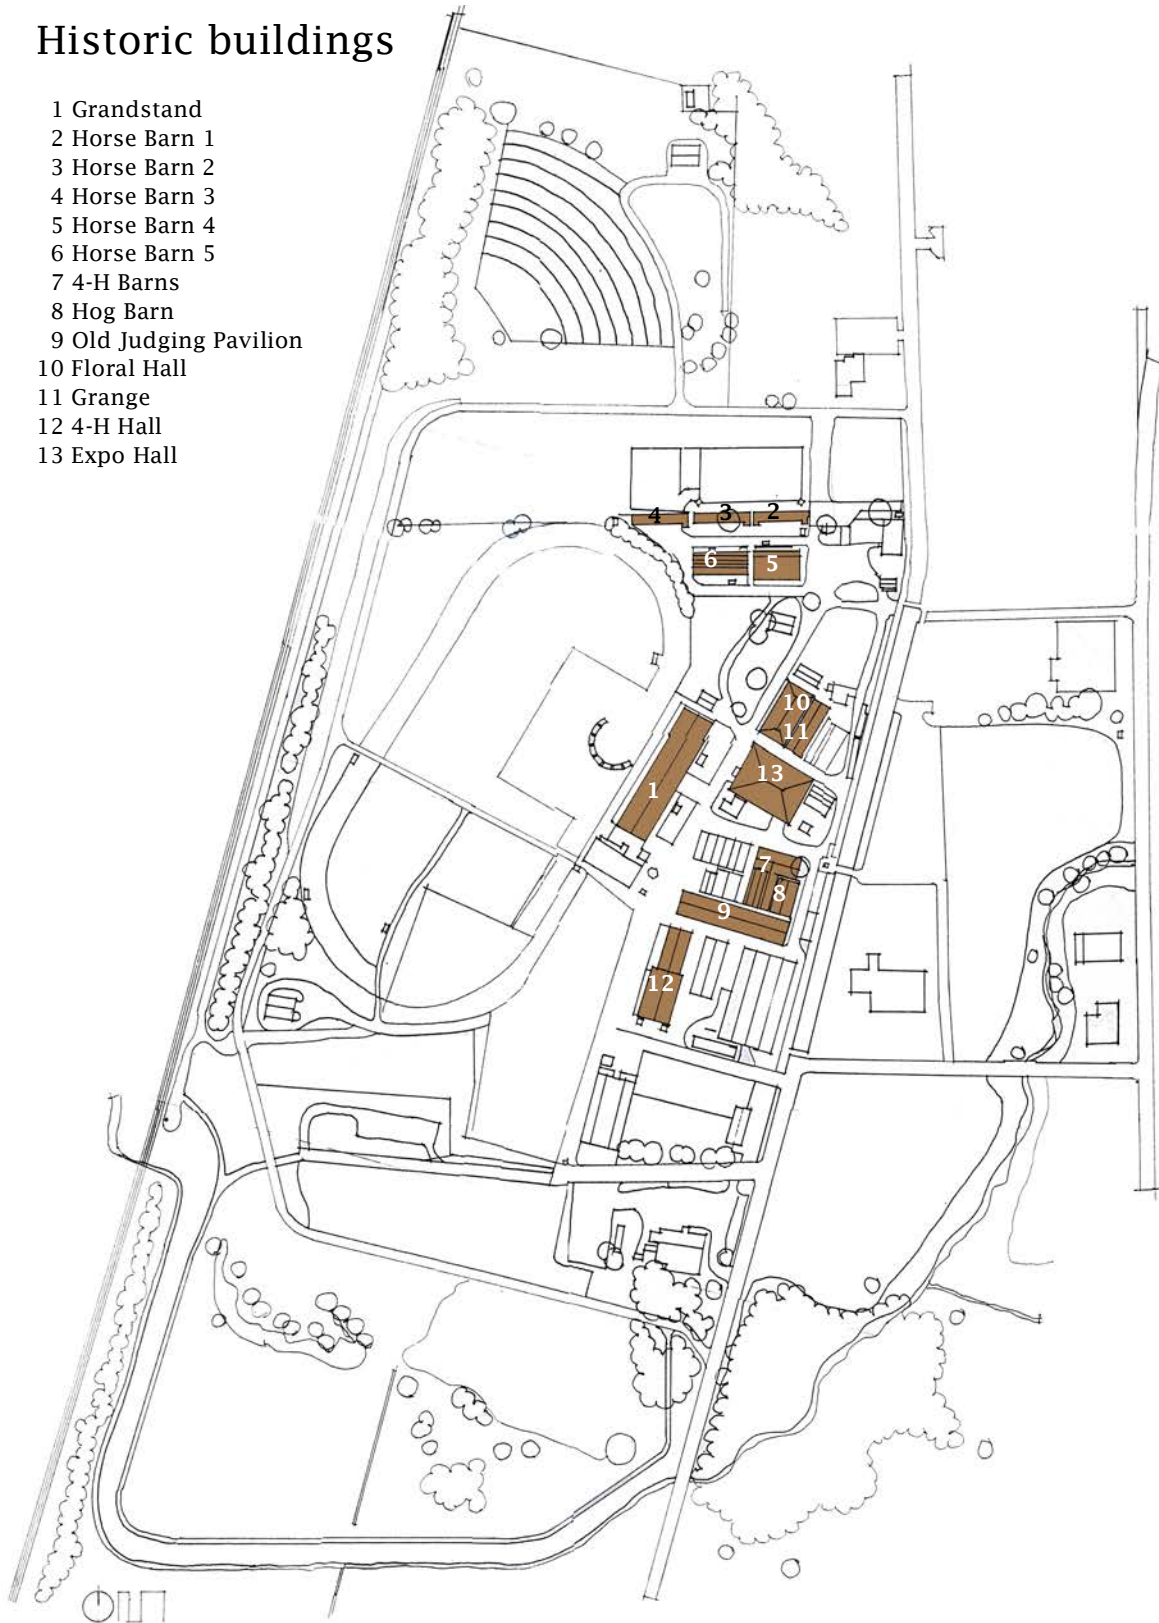 Historic buildings
1 Grandstand
2 Horse Barn 1
3 Horse Barn 2
4 Horse Barn 3
5 Horse Barn 4
6 Horse Barn 5
7 4-H Barns
8 Hog Barn
9 Old Judging Pavilion
10 Floral Hall
11 Grange
12 4-H Hall
13 Expo Hall
4 3 2
6 5
10
11
13
1
7
8
9
12